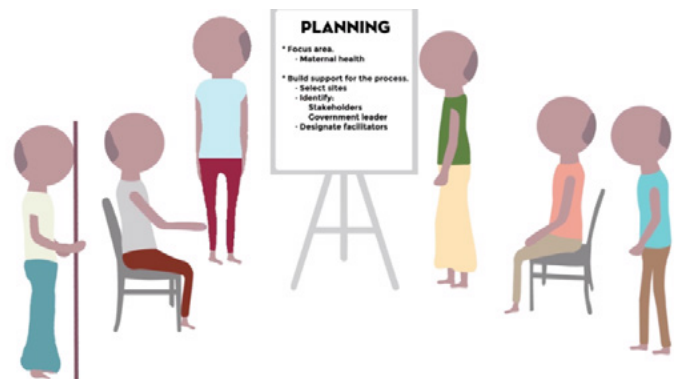 PLANNING
* Focus area.
- Maternal health
* Build support for the process.
- Select sites
- Identify:
Stakeholders
Government leader
- Designate facilitators